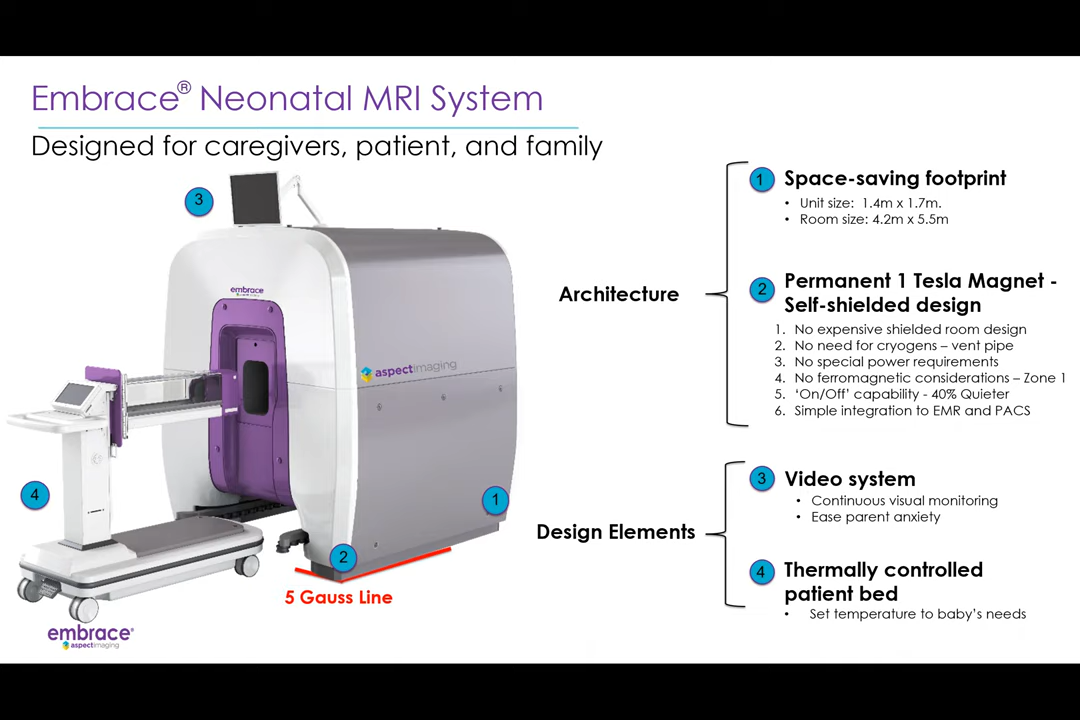 Embrace® Neonatal MRI System
Designed for caregivers, patient, and family
3
embrace
aspectimaging
4
1
2
5 Gauss Line
embrace®
aspectimaging
Architecture
1 Space-saving footprint
• Unit size: 1.4m x 1.7m.
• Room size: 4.2m x 5.5m
2 Permanent 1 Tesla Magnet -
Self-shielded design
1. No expensive shielded room design
2. No need for cryogens – vent pipe
3. No special power requirements
4. No ferromagnetic considerations – Zone 1
5. ‘On/Off’ capability - 40% Quieter
6. Simple integration to EMR and PACS
Design Elements
3 Video system
• Continuous visual monitoring
• Ease parent anxiety
4 Thermally controlled
patient bed
• Set temperature to baby’s needs